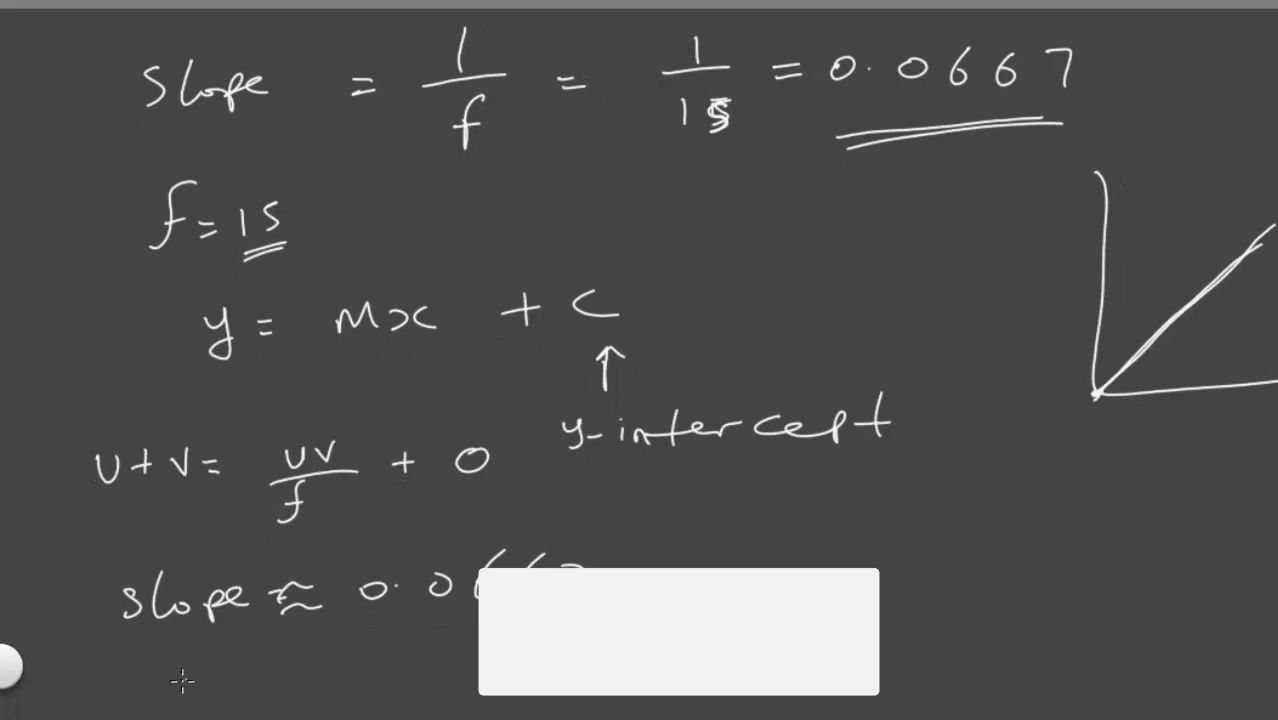 slope = 1/f = 1/15 = 0.0667
f = 15
y = mx + c
↑
y-intercept
u+v = uv/f + 0
slope ≈ 0.0